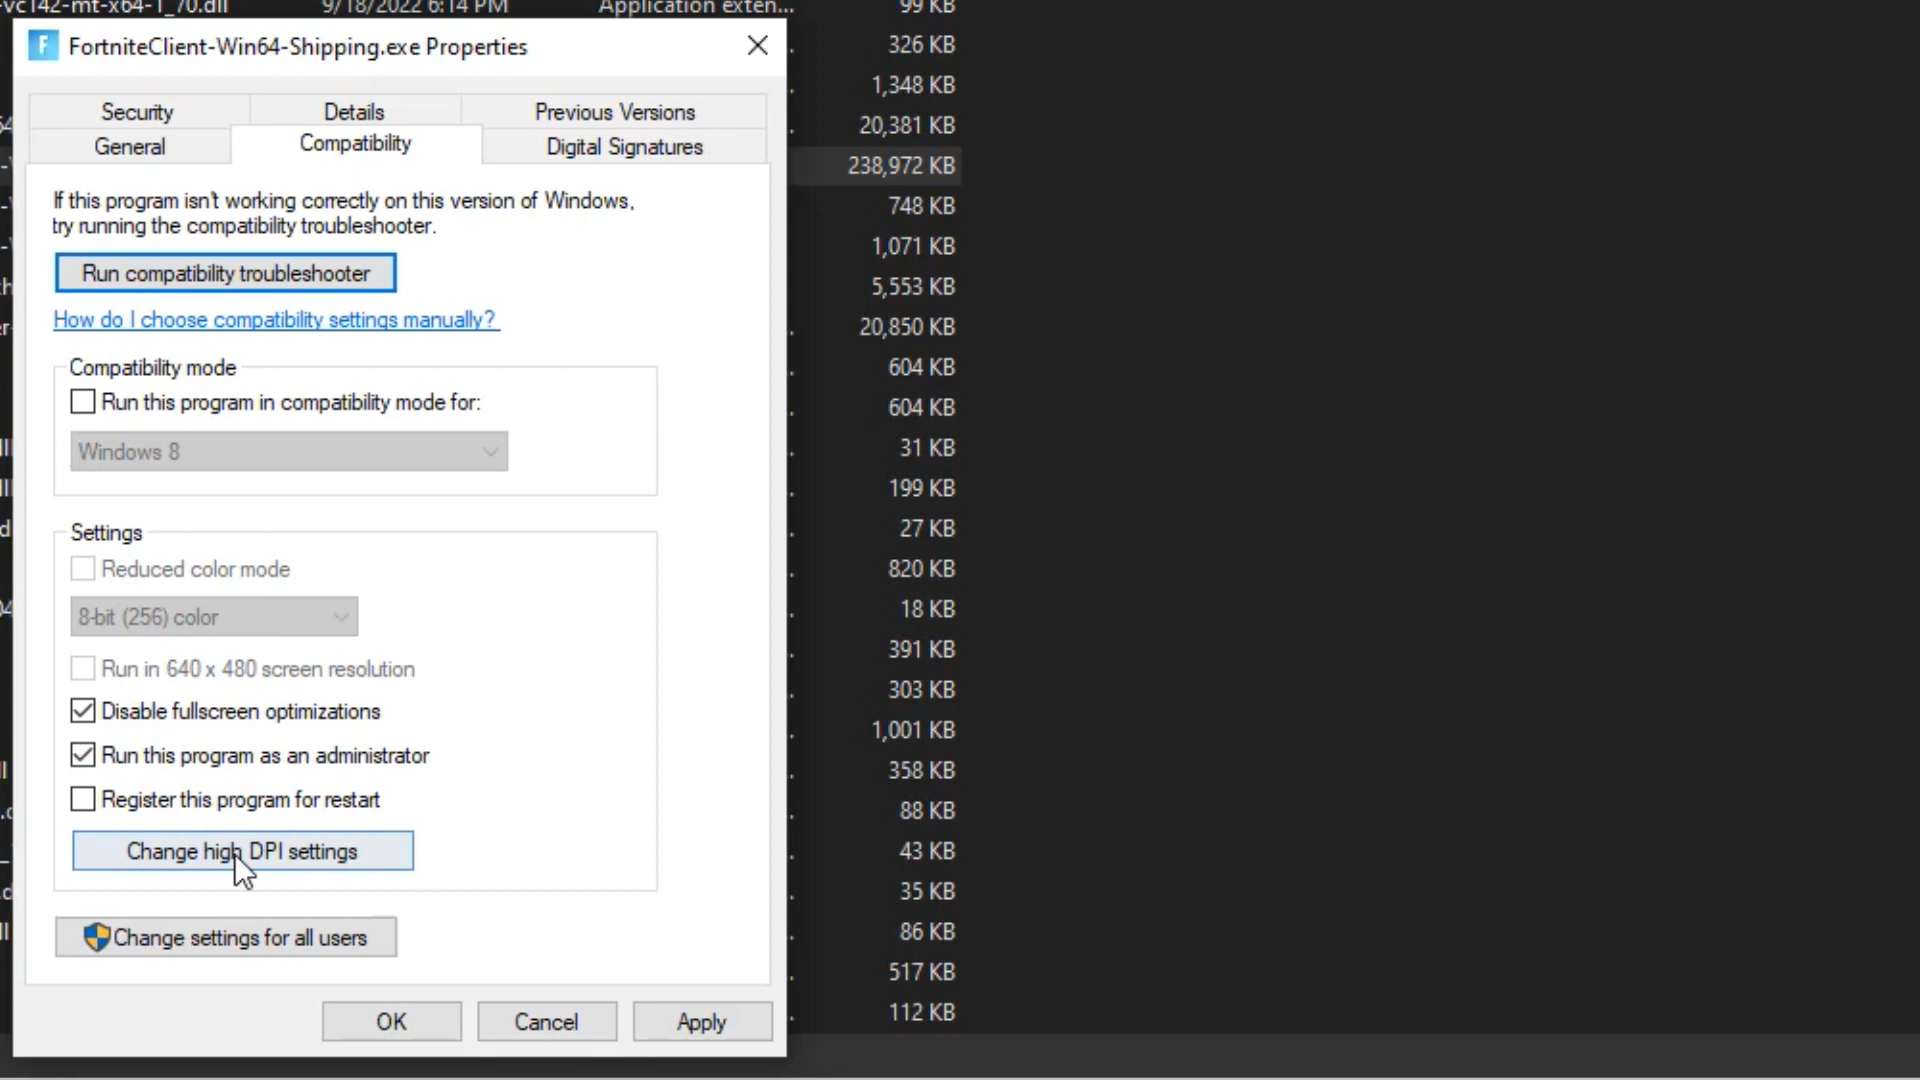 -vc142-mt-x64-1_70.dll 9/18/2022 6:14 PM Application exten... 99 KB
F FortniteClient-Win64-Shipping.exe Properties
Security Details Previous Versions
General Compatibility Digital Signatures
If this program isn't working correctly on this version of Windows,
try running the compatibility troubleshooter.
Run compatibility troubleshooter
How do I choose compatibility settings manually?
Compatibility mode
Run this program in compatibility mode for:
Windows 8
Settings
Reduced color mode
8-bit (256) color
Run in 640 x 480 screen resolution
Disable fullscreen optimizations
Run this program as an administrator
Register this program for restart
Change high DPI settings
Change settings for all users
OK Cancel Apply
326 KB
1,348 KB
20,381 KB
238,972 KB
748 KB
1,071 KB
5,553 KB
20,850 KB
604 KB
604 KB
31 KB
199 KB
27 KB
820 KB
18 KB
391 KB
303 KB
1,001 KB
358 KB
88 KB
43 KB
35 KB
86 KB
517 KB
112 KB